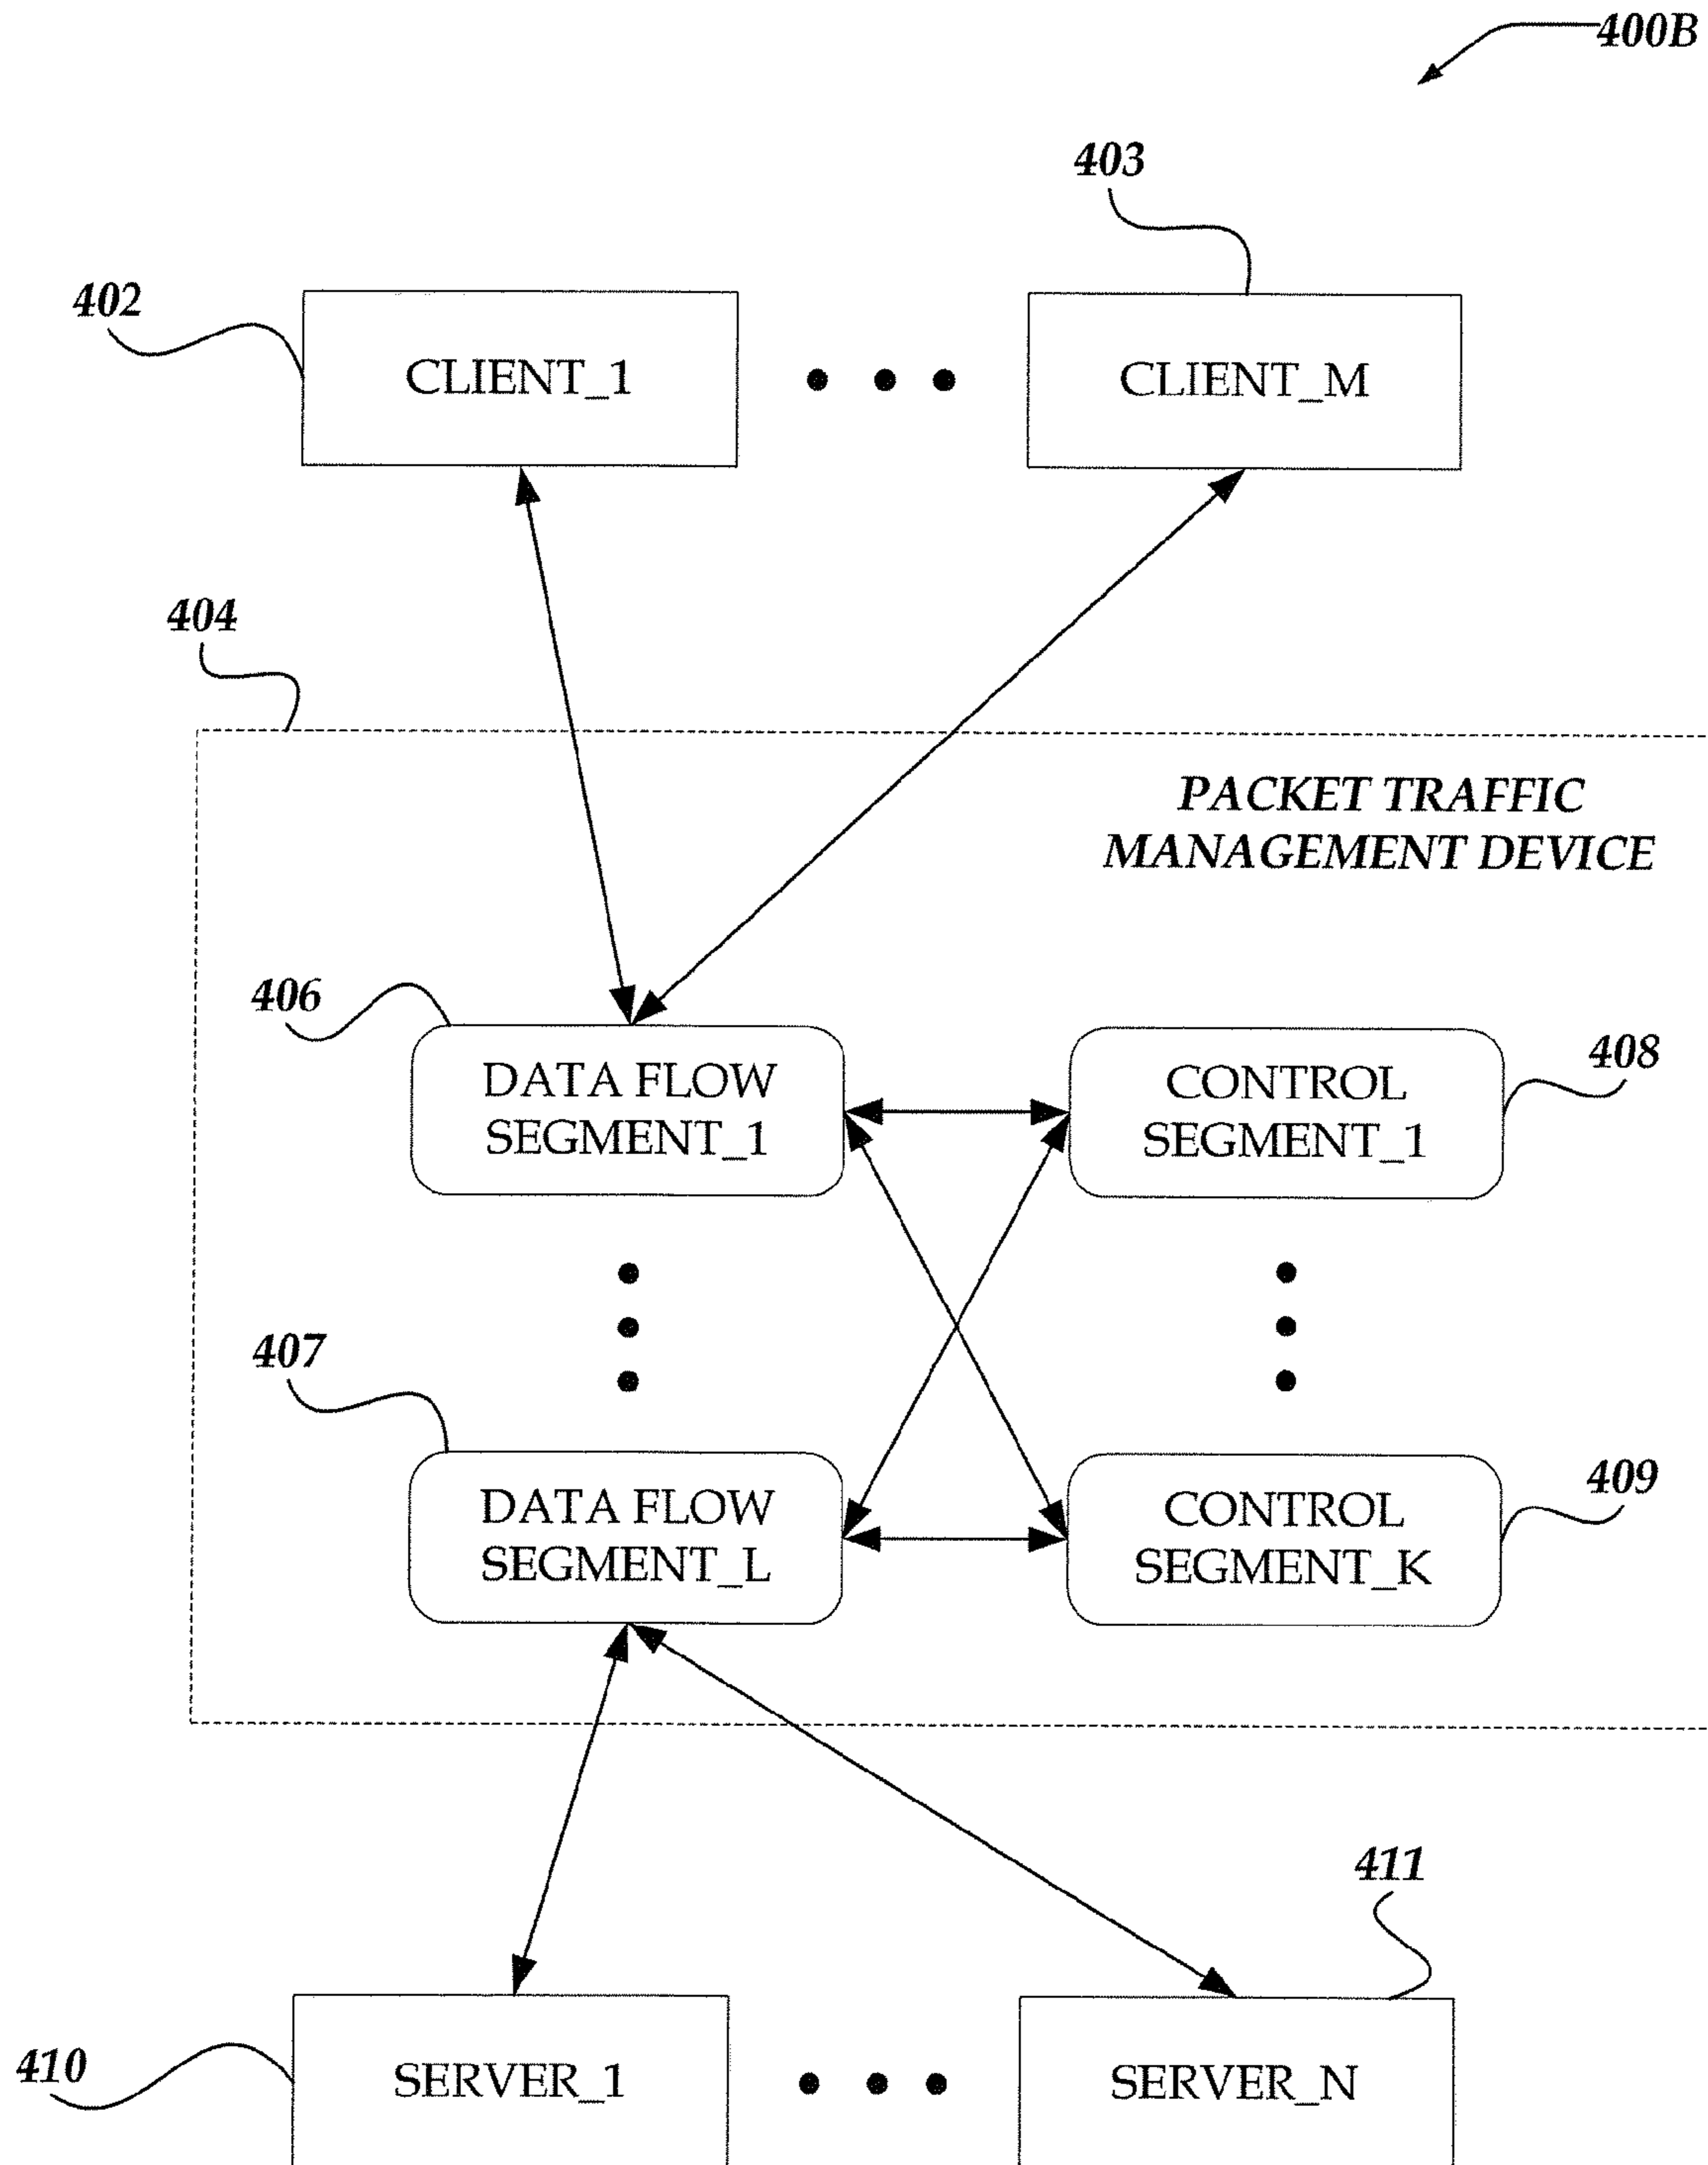 400B
403
402
CLIENT_1
CLIENT_M
404
PACKET TRAFFIC
MANAGEMENT DEVICE
406
DATA FLOW
SEGMENT_1
CONTROL
SEGMENT_1
408
407
DATA FLOW
SEGMENT_L
CONTROL
SEGMENT_K
409
411
410
SERVER_1
SERVER_N